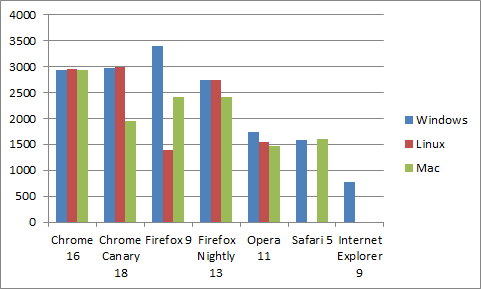 4000
3500
3000
2500
2000
1500
1000
500
0
Chrome 16
Chrome Canary 18
Firefox 9
Firefox Nightly 13
Opera 11
Safari 5
Internet Explorer 9
Windows
Linux
Mac